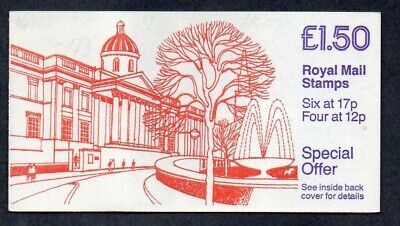 £1.50
Royal Mail
Stamps
Six at 17p
Four at 12p
Special
Offer
See inside back
cover for details